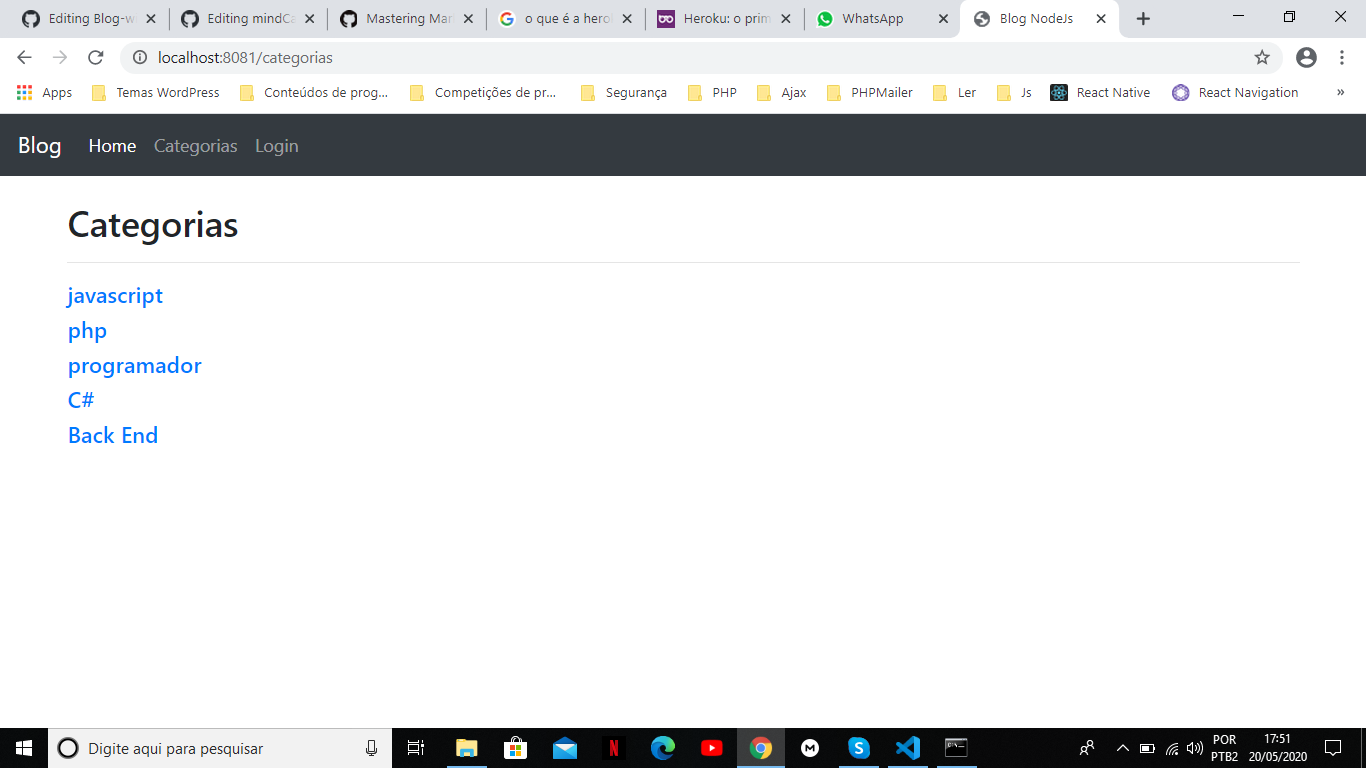 Editing Blog-w
Editing mindCa
Mastering Mar
o que é a hero
Heroku: o prim
WhatsApp
Blog NodeJs
localhost:8081/categorias
Apps
Temas WordPress
Conteúdos de prog...
Competições de pr...
Segurança
PHP
Ajax
PHPMailer
Ler
Js
React Native
React Navigation
»
Blog Home Categorias Login
Categorias
javascript
php
programador
C#
Back End
Digite aqui para pesquisar
POR
PTB2
17:51
20/05/2020